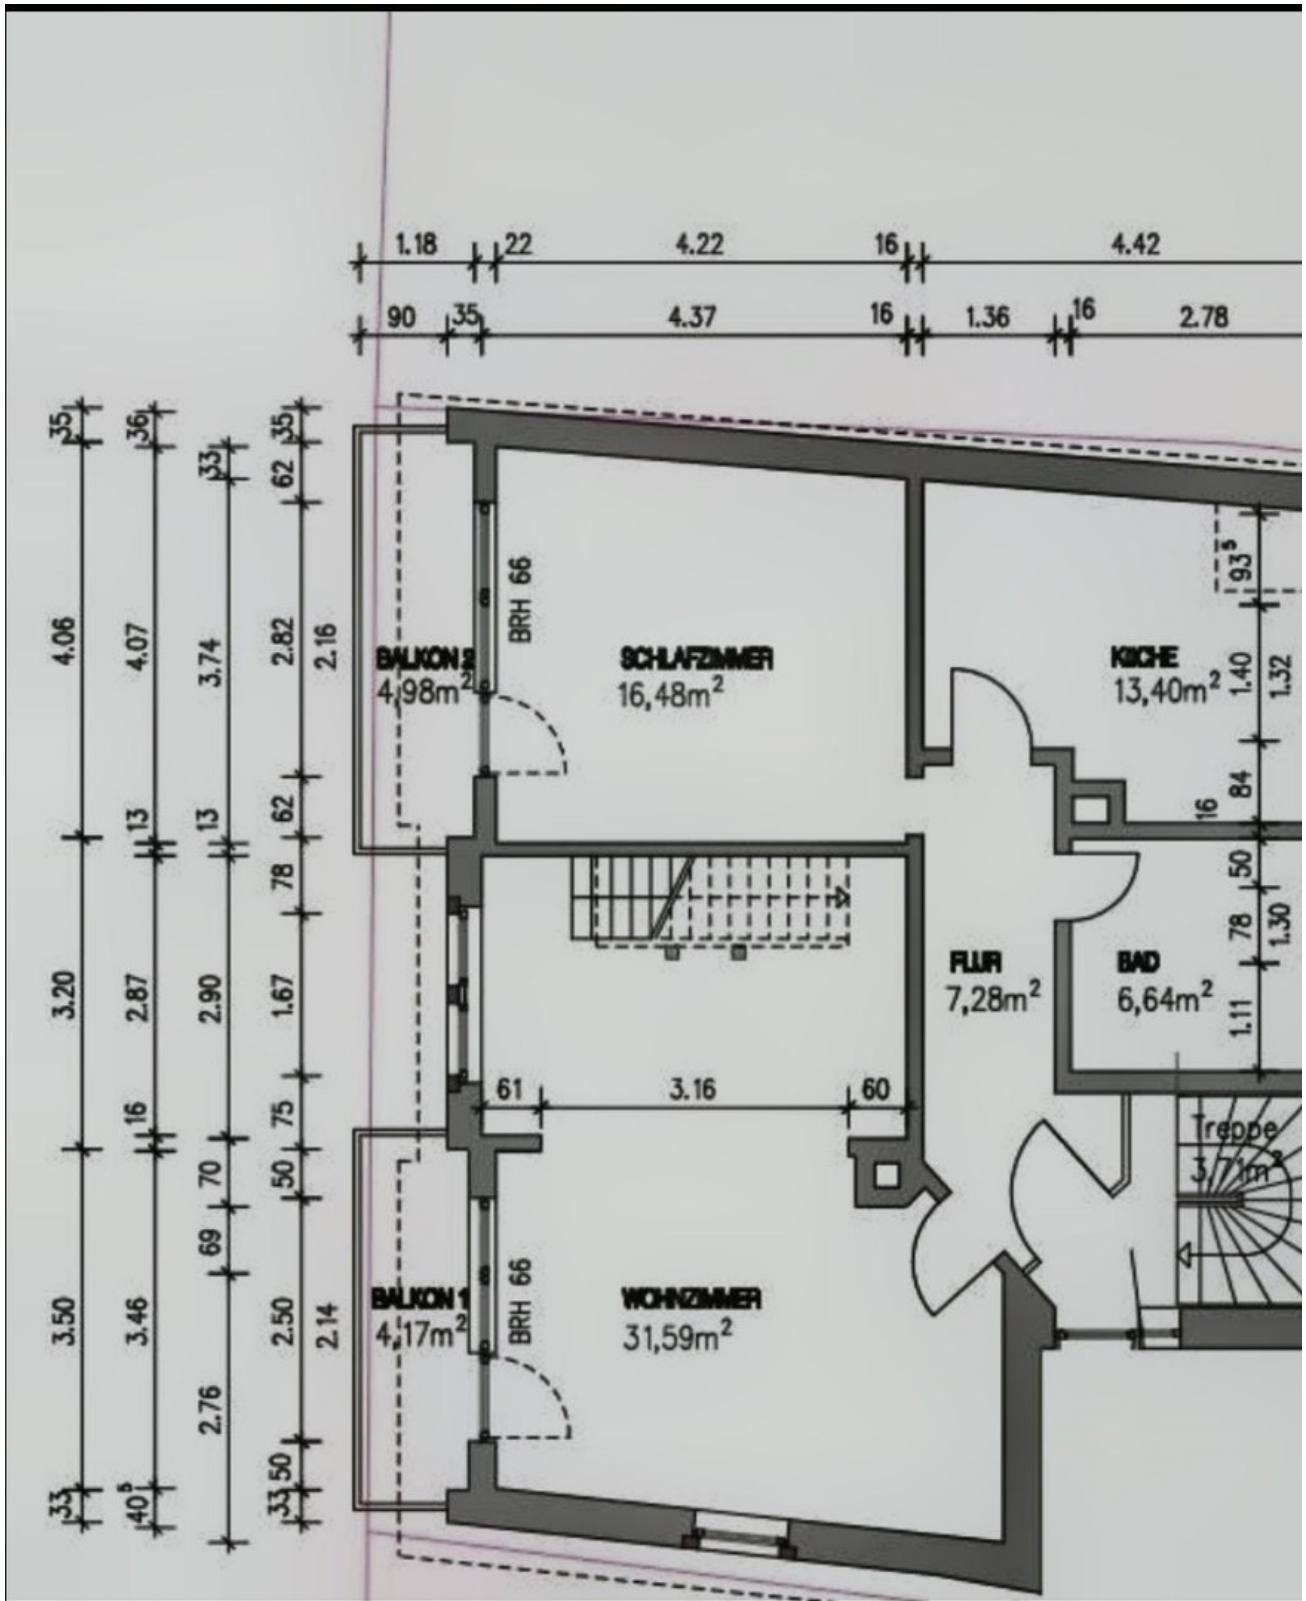 1.18 22 4.22 16 4.42
90 35 4.37 16 1.36 16 2.78
35 4.06 3.20 3.50 33
36 4.07 13 2.87 16 3.46 40⁵
33 3.74 13 2.90 70 69 2.76
35 62 2.82 62 78 1.67 75 50 2.50 50 33
2.16
2.14
BALKON 2
4,98m²
BRH 66
SCHLAFZIMMER
16,48m²
KÜCHE
13,40m²
93⁵ 1.40 84 50 78 1.11
1.32
1.30
16
FLUR
7,28m²
BAD
6,64m²
61 3.16 60
Treppe
3,71m²
BALKON 1
4,17m²
BRH 66
WOHNZIMMER
31,59m²